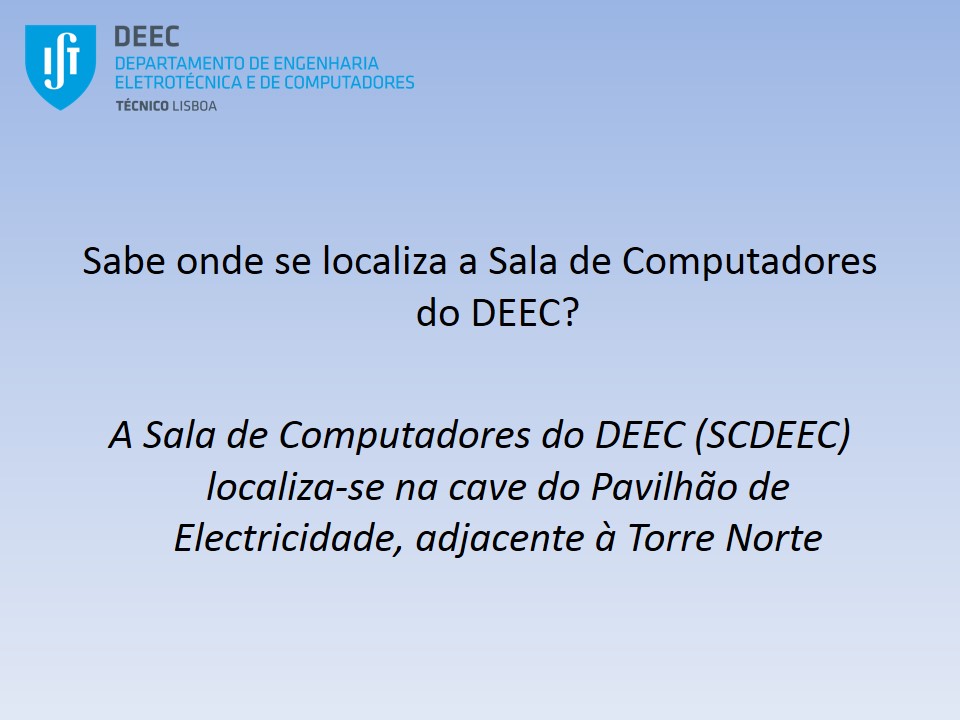 IST
DEEC
DEPARTAMENTO DE ENGENHARIA
ELETROTÉCNICA E DE COMPUTADORES
TÉCNICO LISBOA
Sabe onde se localiza a Sala de Computadores
do DEEC?
A Sala de Computadores do DEEC (SCDEEC)
localiza-se na cave do Pavilhão de
Electricidade, adjacente à Torre Norte